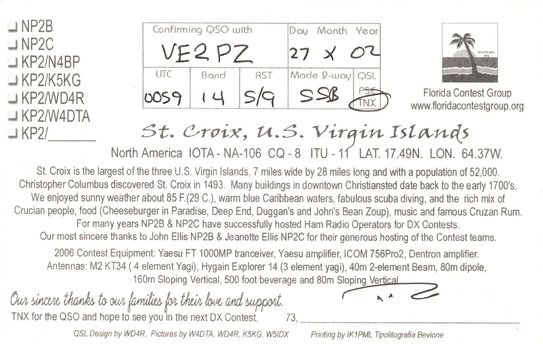 NP2B
NP2C
KP2/N4BP
KP2/K5KG
KP2/WD4R
KP2/W4DTA
KP2/______
Confirming QSO with
VE2PZ
Day Month Year
27 X 02
UTC Band RST Mode 2-way QSL
0059 14 5/9 SSB PSE
TNX
Florida Contest Group
www.floridacontestgroup.org
St. Croix, U.S. Virgin Islands
North America IOTA - NA-106 CQ - 8 ITU - 11 LAT. 17.49N. LON. 64.37W.
St. Croix is the largest of the three U.S. Virgin Islands, 7 miles wide by 28 miles long and with a population of 52,000.
Christopher Columbus discovered St. Croix in 1493. Many buildings in downtown Christiansted date back to the early 1700's.
We enjoyed sunny weather about 85 F.(29 C.), warm blue Caribbean waters, fabulous scuba diving, and the rich mix of
Crucian people, food (Cheeseburger in Paradise, Deep End, Duggan's and John's Bean Zoup), music and famous Cruzan Rum.
For many years NP2B & NP2C have successfully hosted Ham Radio Operators for DX Contests.
Our most sincere thanks to John Ellis NP2B & Jeanette Ellis NP2C for their generous hosting of the Contest teams.
2006 Contest Equipment: Yaesu FT 1000MP tranceiver, Yaesu amplifier, ICOM 756Pro2, Dentron amplifier.
Antennas: M2 KT34 ( 4 element Yagi), Hygain Explorer 14 (3 element yagi), 40m 2-element Beam, 80m dipole,
160m Sloping Vertical, 500 foot beverage and 80m Sloping Vertical
Our sincere thanks to our families for their love and support.
TNX for the QSO and hope to see you in the next DX Contest. 73,
QSL Design by WD4R, Pictures by W4DTA, WD4R, K5KG, W5IDX Printing by IK1PML Tipolitografia Bevione